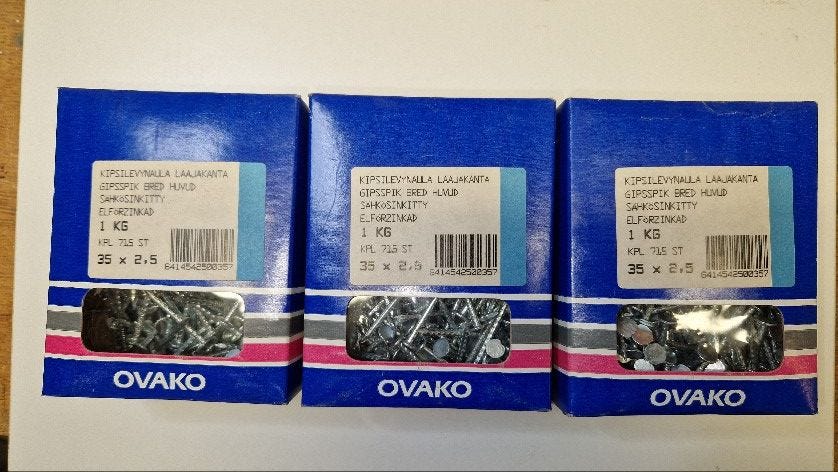 KIPSILEVYNAULA LAAJAKANTA
GIPSSPIK BRED HUVUD
SÄHKÖSINKITTY
ELFÖRZINKAD
1 KG
KPL 715 ST
35 x 2,5
6414542500357
OVAKO
KIPSILEVYNAULA LAAJAKANTA
GIPSSPIK BRED HUVUD
SÄHKÖSINKITTY
ELFÖRZINKAD
1 KG
KPL 715 ST
35 x 2,5
6414542500357
OVAKO
KIPSILEVYNAULA LAAJAKANTA
GIPSSPIK BRED HUVUD
SÄHKÖSINKITTY
ELFÖRZINKAD
1 KG
KPL 715 ST
35 x 2,5
6414542500357
OVAKO